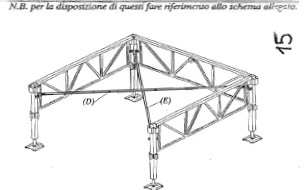 N.B. per la disposizione di questi fare riferimento allo schema allegato.
15
(D)
(E)